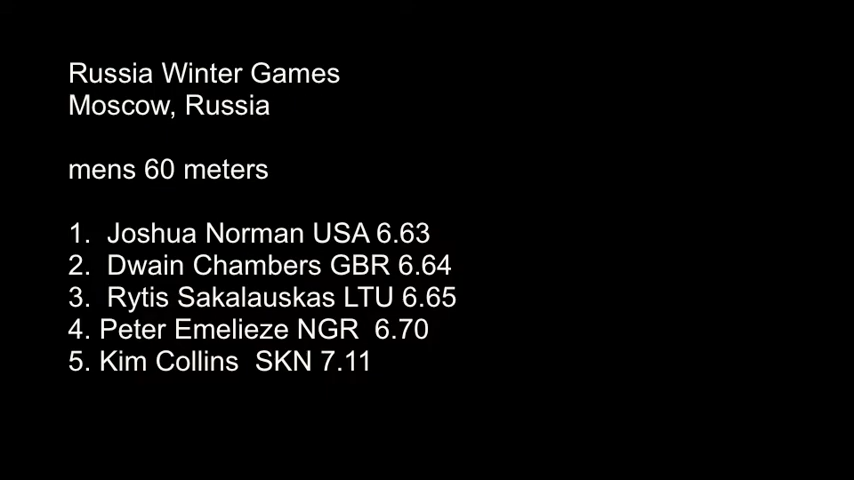 Russia Winter Games
Moscow, Russia
mens 60 meters
1.  Joshua Norman USA 6.63
2.  Dwain Chambers GBR 6.64
3.  Rytis Sakalauskas LTU 6.65
4. Peter Emelieze NGR  6.70
5. Kim Collins  SKN 7.11